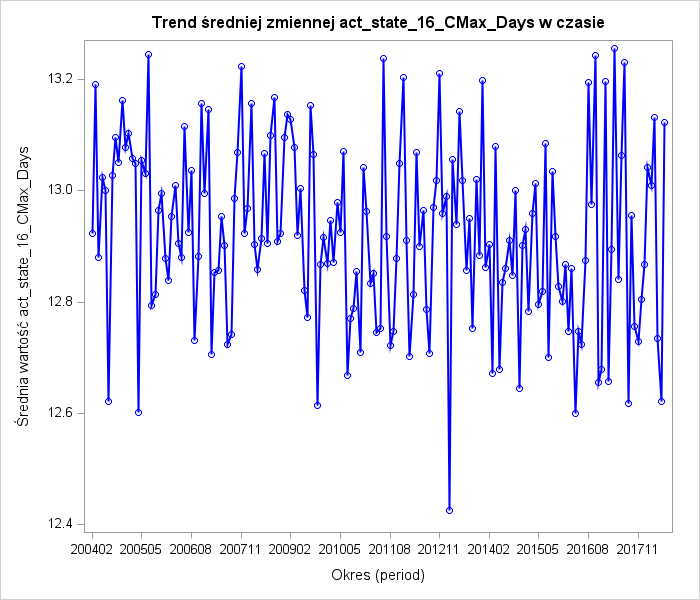 Trend średniej zmiennej act_state_16_CMax_Days w czasie
Średnia wartość act_state_16_CMax_Days
13.2
13.0
12.8
12.6
12.4
200402 200505 200608 200711 200902 201005 201108 201211 201402 201505 201608 201711
Okres (period)